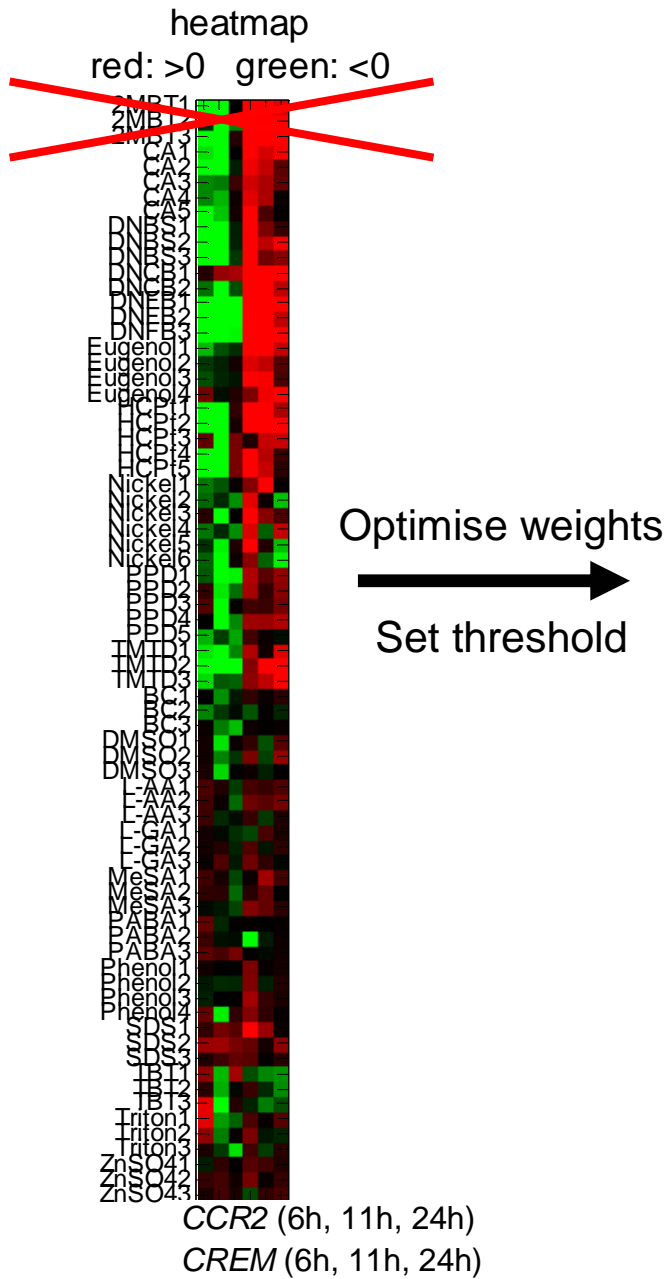 heatmap
red: >0 green: <0
2MBT1
2MBT2
2MBT3
CA1
CA2
CA3
CA4
CA5
DNBS1
DNBS2
DNBS3
DNCB1
DNCB2
DNFB1
DNFB2
DNFB3
Eugenol1
Eugenol2
Eugenol3
Eugenol4
HCPt1
HCPt2
HCPt3
HCPt4
HCPt5
Nickel1
Nickel2
Nickel3
Nickel4
Nickel5
Nickel6
PPD1
PPD2
PPD3
PPD4
PPD5
TMTD1
TMTD2
TMTD3
BC1
BC2
BC3
DMSO1
DMSO2
DMSO3
L-AA1
L-AA2
L-AA3
L-GA1
L-GA2
L-GA3
MeSA1
MeSA2
MeSA3
PABA1
PABA2
PABA3
Phenol1
Phenol2
Phenol3
Phenol4
SDS1
SDS2
SDS3
TBT1
TBT2
TBT3
Triton1
Triton2
Triton3
ZnSO41
ZnSO42
ZnSO43
Optimise weights
Set threshold
CCR2 (6h, 11h, 24h)
CREM (6h, 11h, 24h)